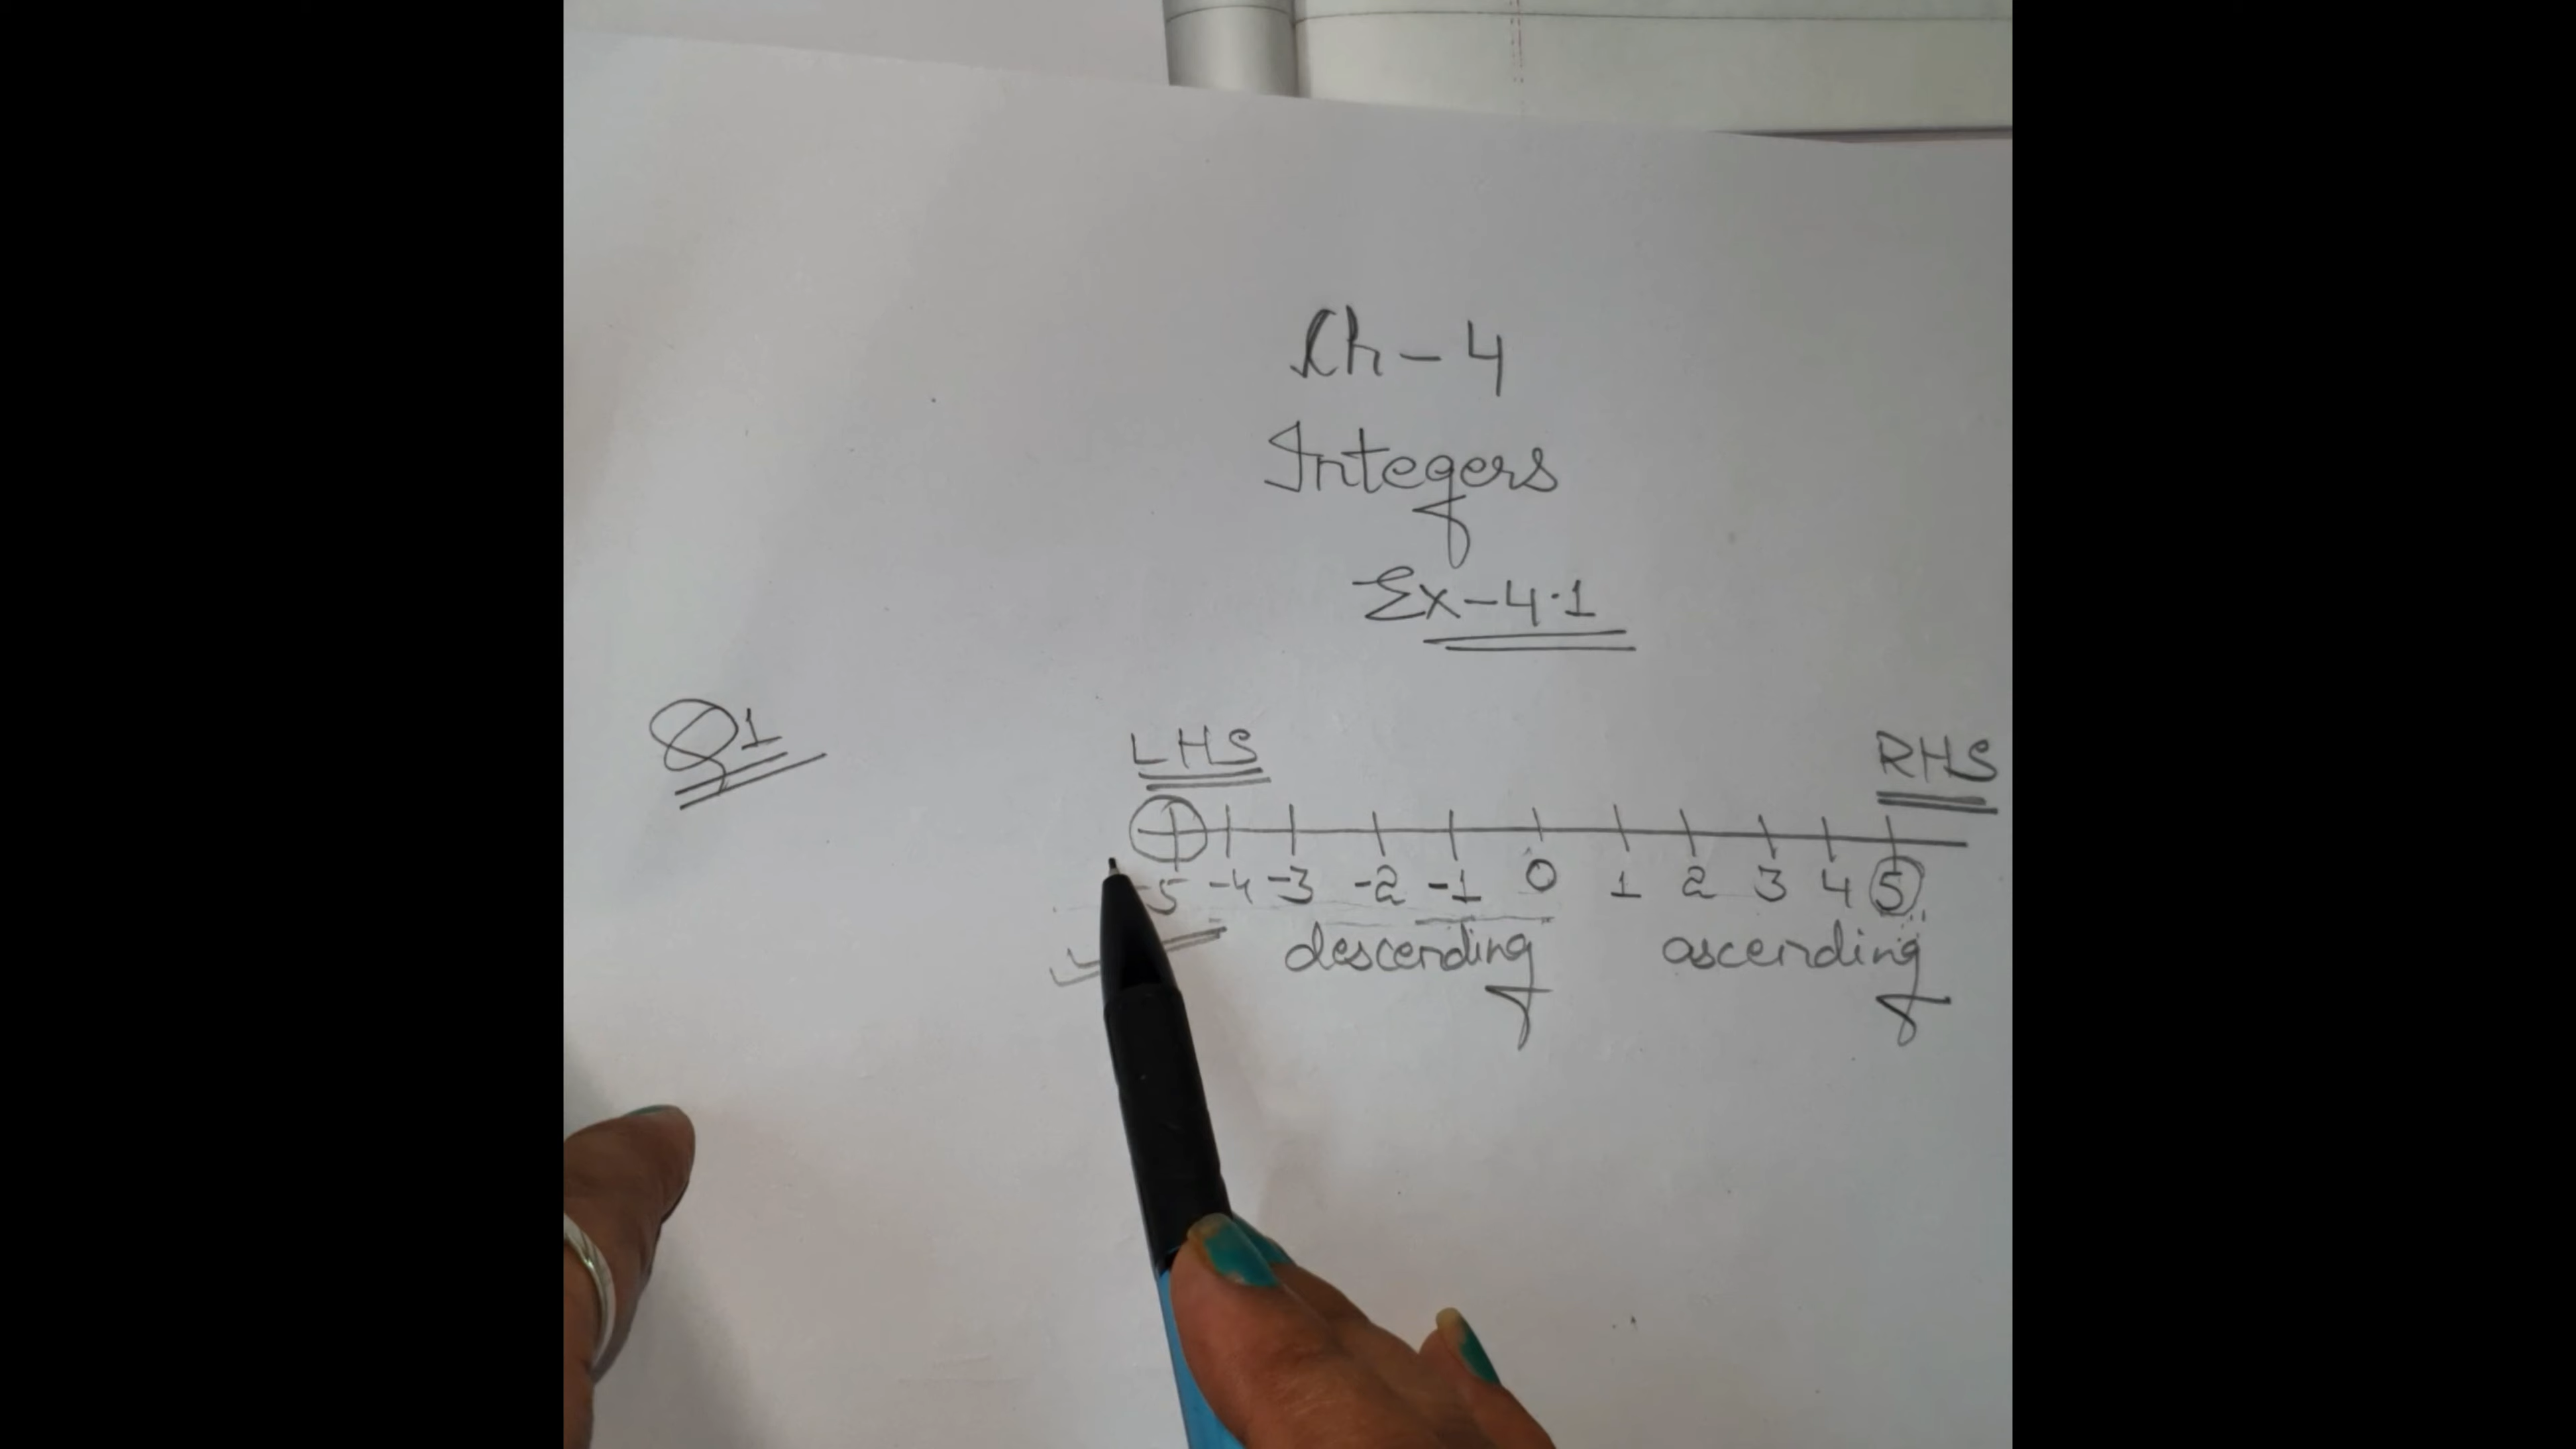 Ch - 4
Integers
Ex - 4.1
Q1
LHS RHS
-5 -4 -3 -2 -1 0 1 2 3 4 5
descending ascending